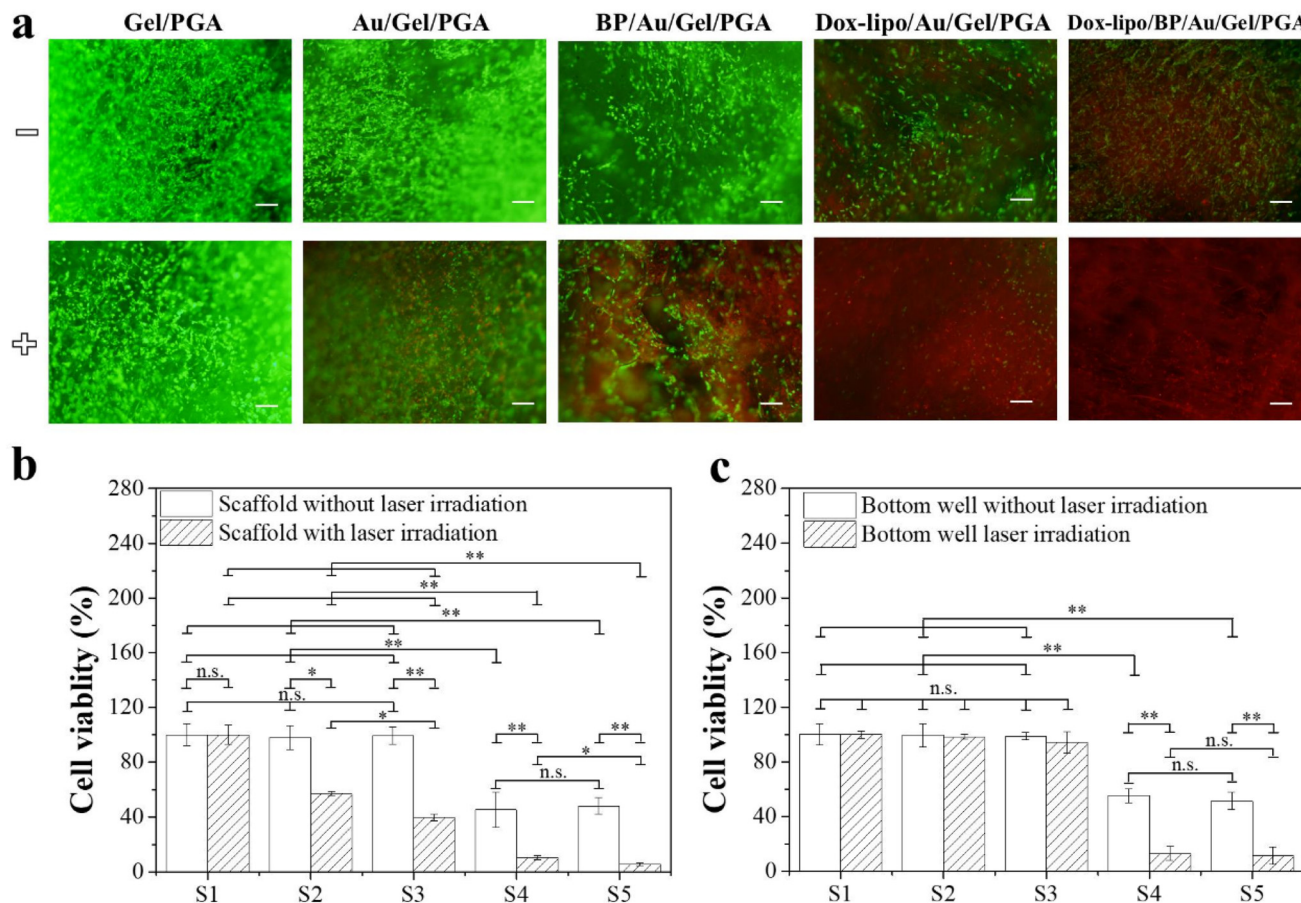 a
Gel/PGA
Au/Gel/PGA
BP/Au/Gel/PGA
Dox-lipo/Au/Gel/PGA
Dox-lipo/BP/Au/Gel/PGA
−
+
b
Cell viablity (%)
280
240
200
160
120
80
40
0
Scaffold without laser irradiation
Scaffold with laser irradiation
**
**
**
**
n.s.
*
**
n.s.
*
**
**
*
n.s.
S1
S2
S3
S4
S5
c
Cell viablity (%)
280
240
200
160
120
80
40
0
Bottom well without laser irradiation
Bottom well laser irradiation
**
**
n.s.
**
**
n.s.
n.s.
S1
S2
S3
S4
S5